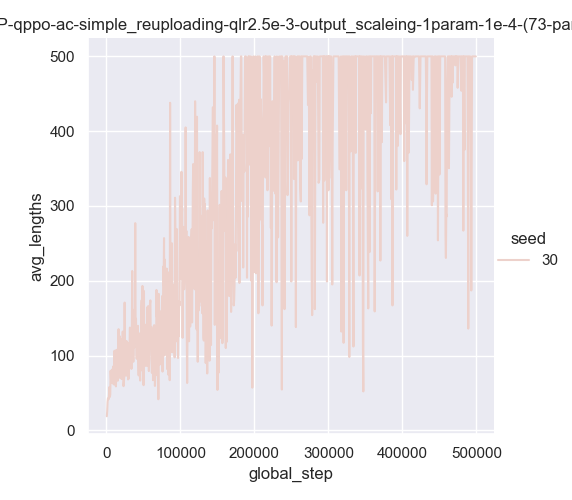 P-qppo-ac-simple_reuploading-qlr2.5e-3-output_scaleing-1param-1e-4-(73-par
500
400
300
200
100
0
avg_lengths
seed
30
0 100000 200000 300000 400000 500000
global_step